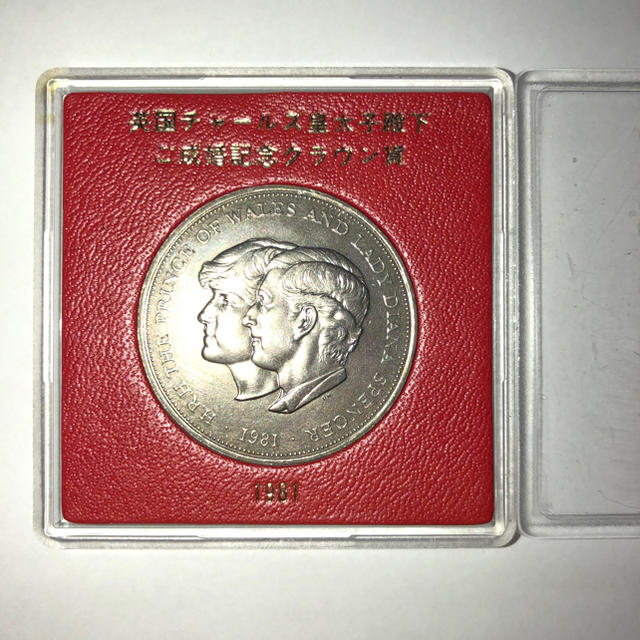 英国チャールズ皇太子殿下
ご成婚記念クラウン貨
H.R.H. THE PRINCE OF WALES AND LADY DIANA SPENCER
· 1981 ·
1981